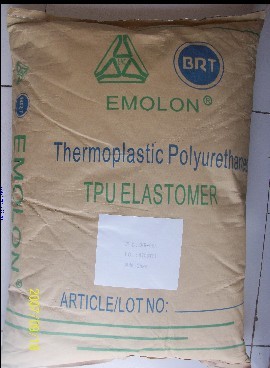 BRT
EMOLON®
Thermoplastic Polyurethane
TPU ELASTOMER
ARTICLE/LOT NO:
EMOLON®